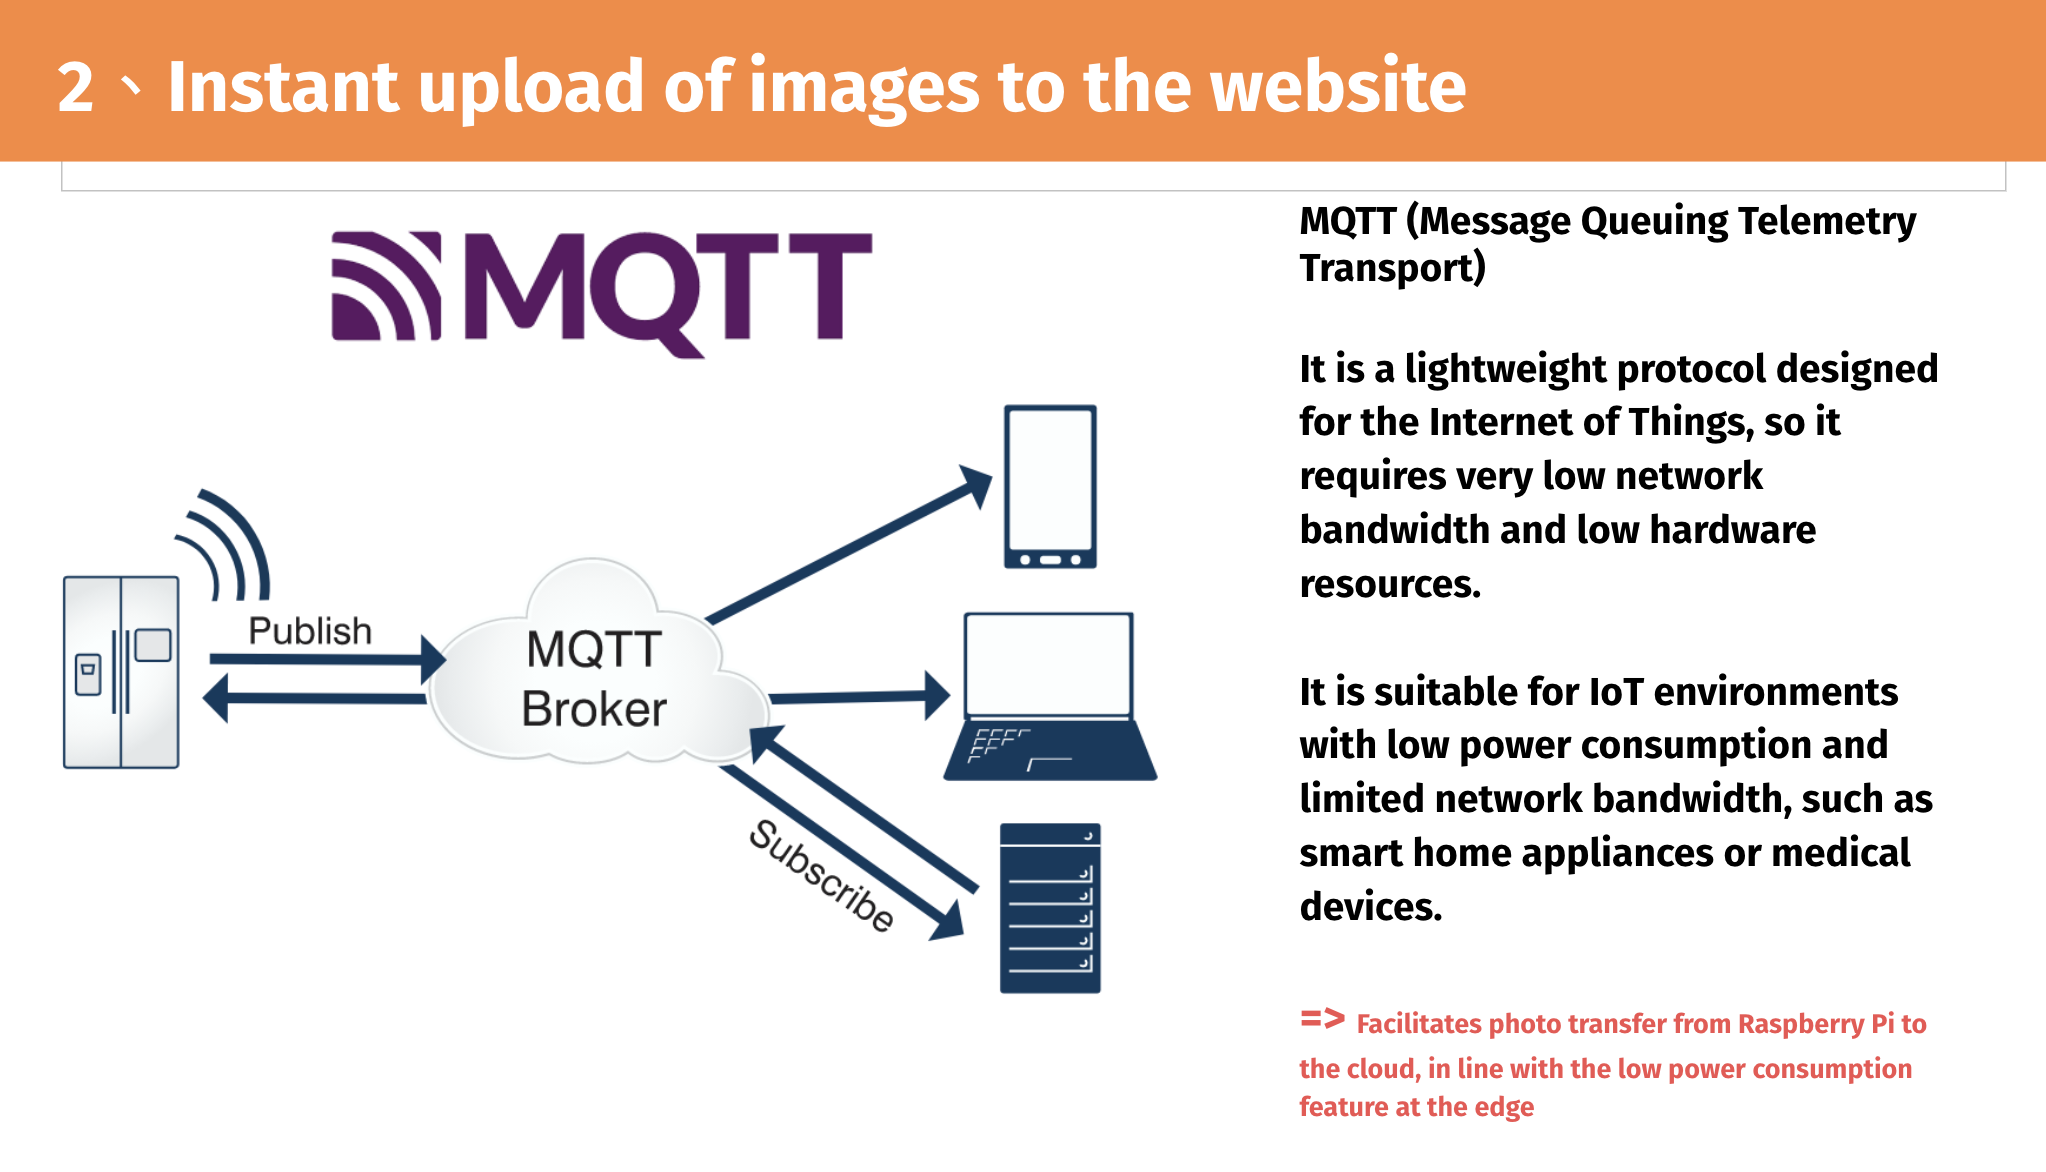 2、Instant upload of images to the website
MQTT
Publish
MQTT
Broker
Subscribe
MQTT (Message Queuing Telemetry
Transport)
It is a lightweight protocol designed
for the Internet of Things, so it
requires very low network
bandwidth and low hardware
resources.
It is suitable for IoT environments
with low power consumption and
limited network bandwidth, such as
smart home appliances or medical
devices.
=> Facilitates photo transfer from Raspberry Pi to
the cloud, in line with the low power consumption
feature at the edge